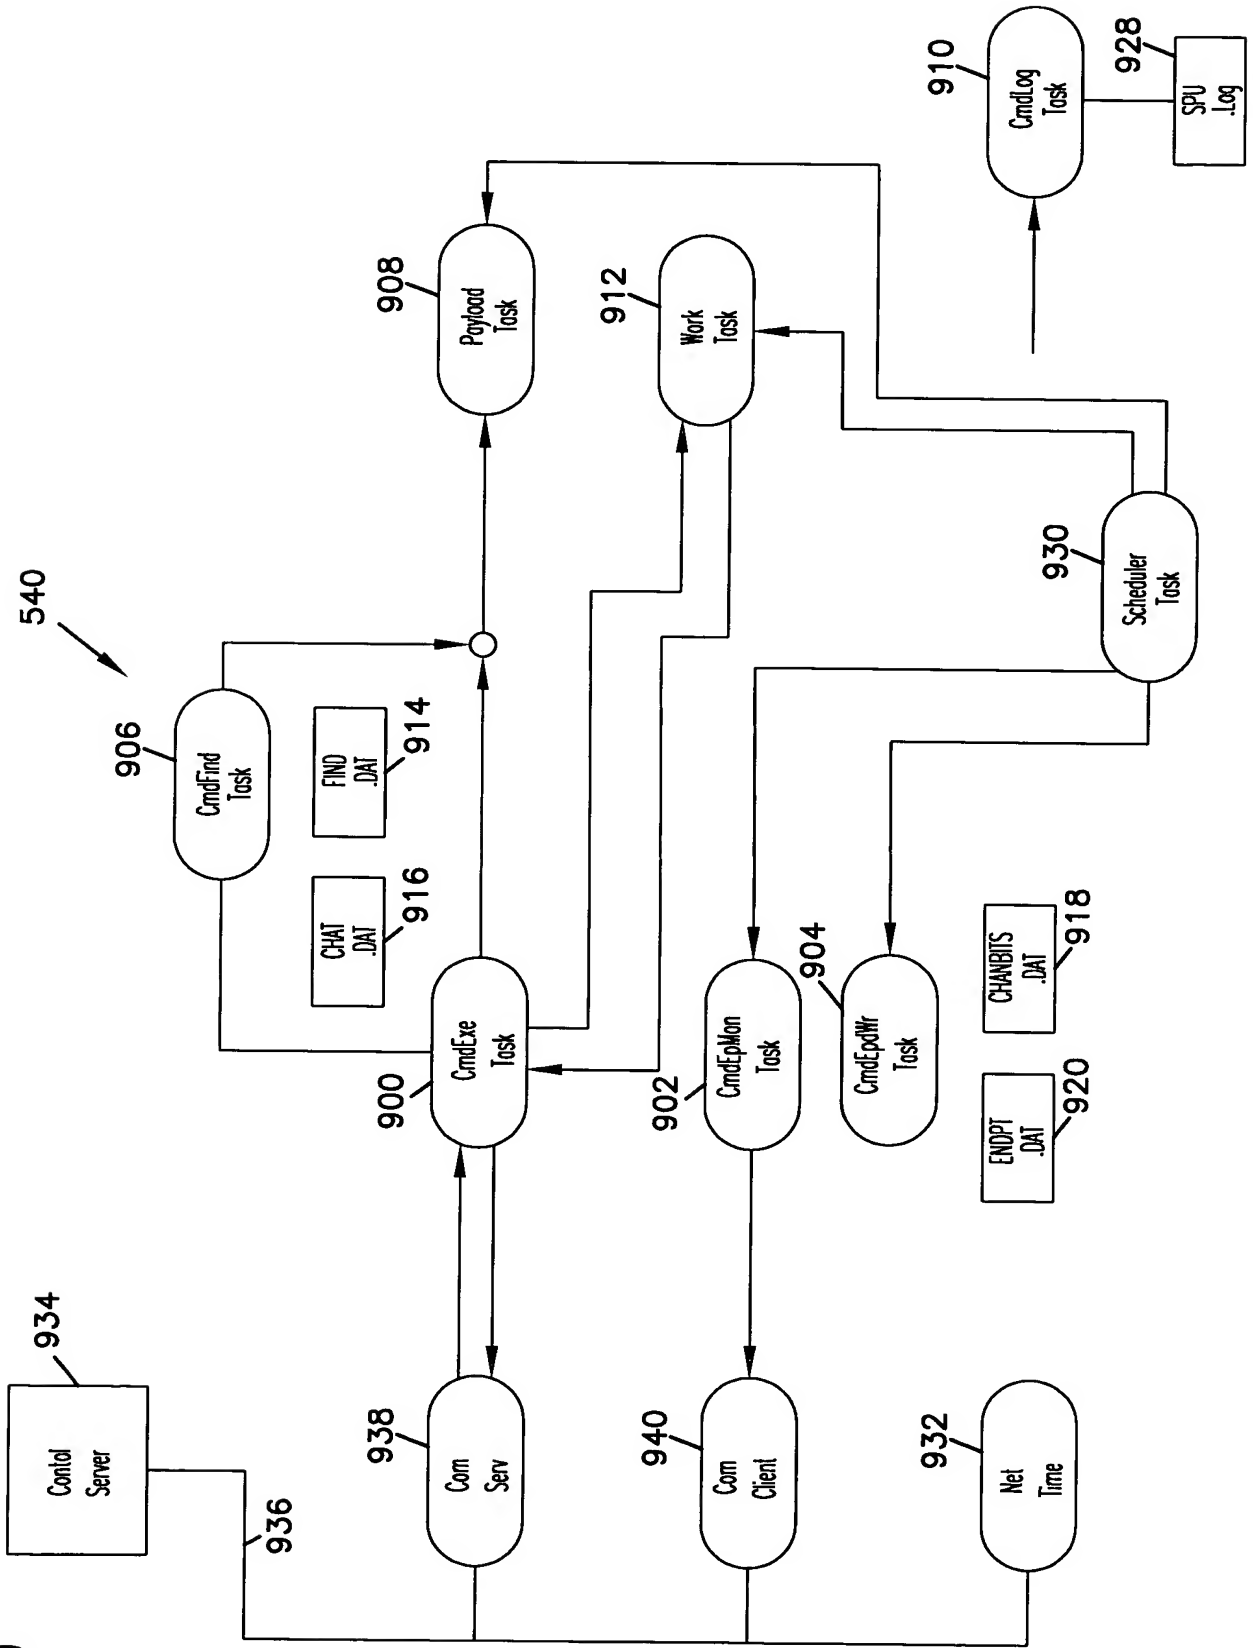 540
906
CmdFind
Task
FIND
.DAT
914
CHAT
.DAT
916
934
Contol
Server
936
938
Com
Serv
900
CmdExe
Task
908
Payload
Task
912
Work
Task
940
Com
Client
902
CmdEpMon
Task
904
CmdEpdWr
Task
932
Net
Time
ENDPT
.DAT
920
CHANBITS
.DAT
918
930
Scheduler
Task
910
CmdLog
Task
928
SPU
.Log